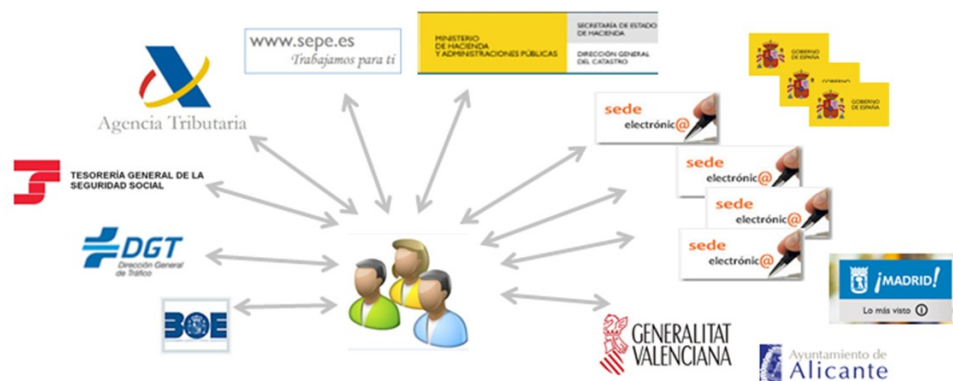 www.sepe.es
Trabajamos para ti
MINISTERIO
DE HACIENDA
Y ADMINISTRACIONES PÚBLICAS
SECRETARÍA DE ESTADO
DE HACIENDA
DIRECCIÓN GENERAL
DEL CATASTRO
GOBIERNO
DE ESPAÑA
GOBIERNO
GOBIERNO
DE ESPAÑA
Agencia Tributaria
sede
electrónic@
TESORERÍA GENERAL DE LA
SEGURIDAD SOCIAL
sede
electrónic@
electrónic@
sede
electrónic@
DGT
Dirección General
de Tráfico
¡MADRID!
Lo más visto
BOE
GENERALITAT
VALENCIANA
Ayuntamiento de
Alicante